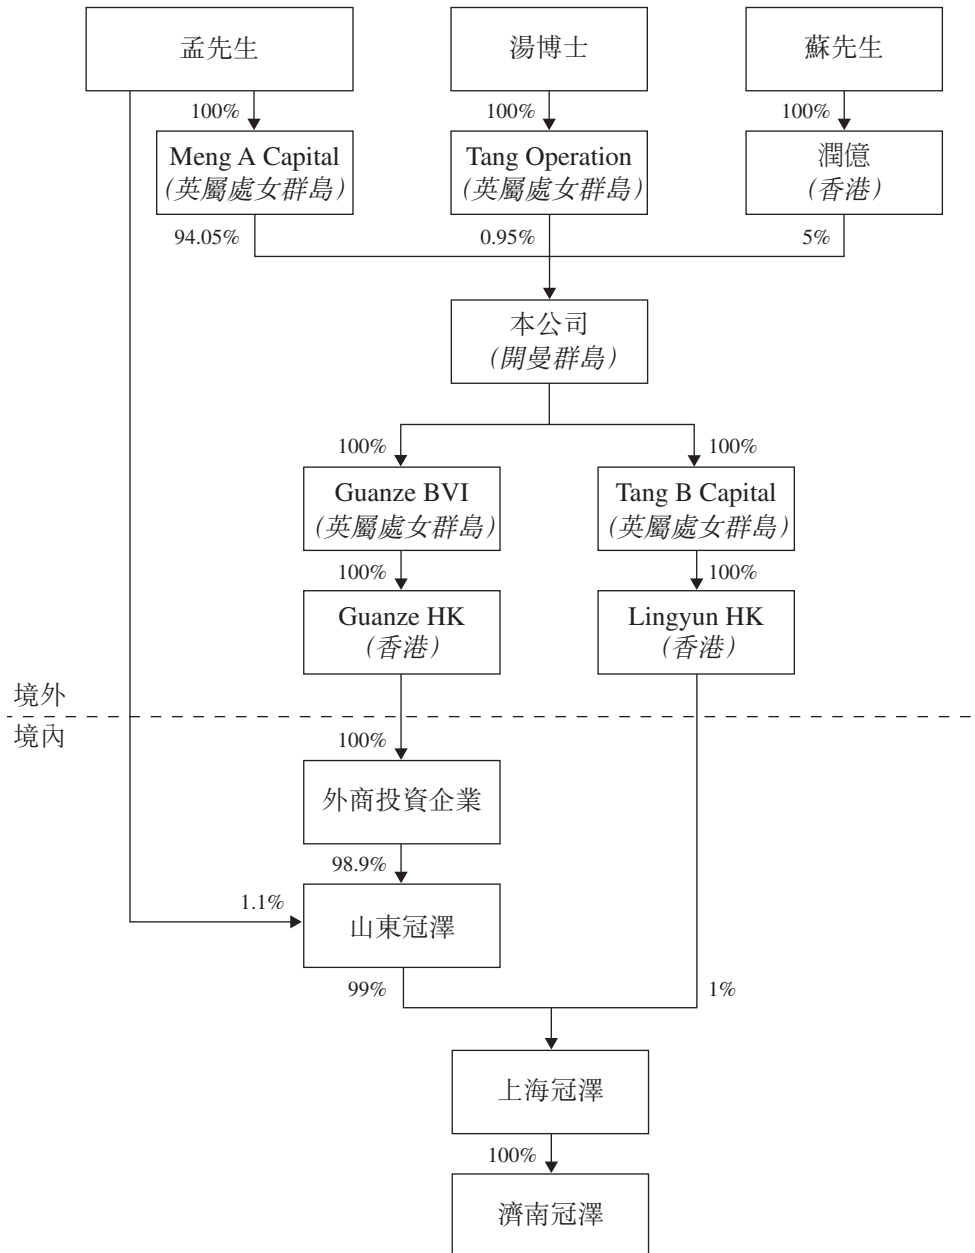 孟先生
湯博士
蘇先生
100%
100%
100%
Meng A Capital
(英屬處女群島)
Tang Operation
(英屬處女群島)
潤億
(香港)
94.05%
0.95%
5%
本公司
(開曼群島)
100%
100%
Guanze BVI
(英屬處女群島)
Tang B Capital
(英屬處女群島)
100%
100%
Guanze HK
(香港)
Lingyun HK
(香港)
境外
境內
100%
外商投資企業
98.9%
1.1%
山東冠澤
99%
1%
上海冠澤
100%
濟南冠澤